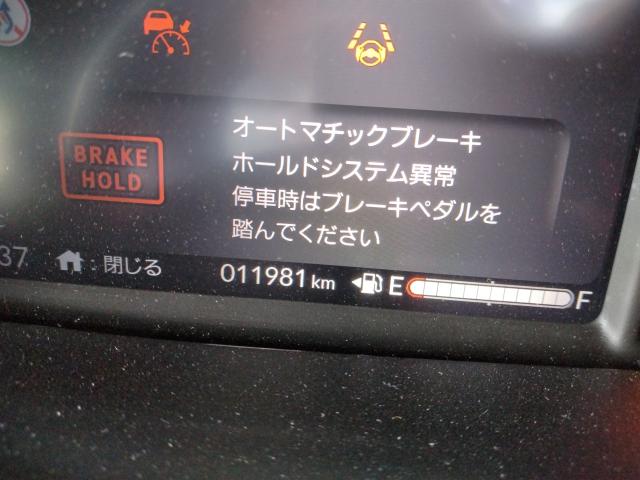 オートマチックブレーキ
ホールドシステム異常
停車時はブレーキペダルを
踏んでください
BRAKE
HOLD
37
: 閉じる
011981 km
E
F